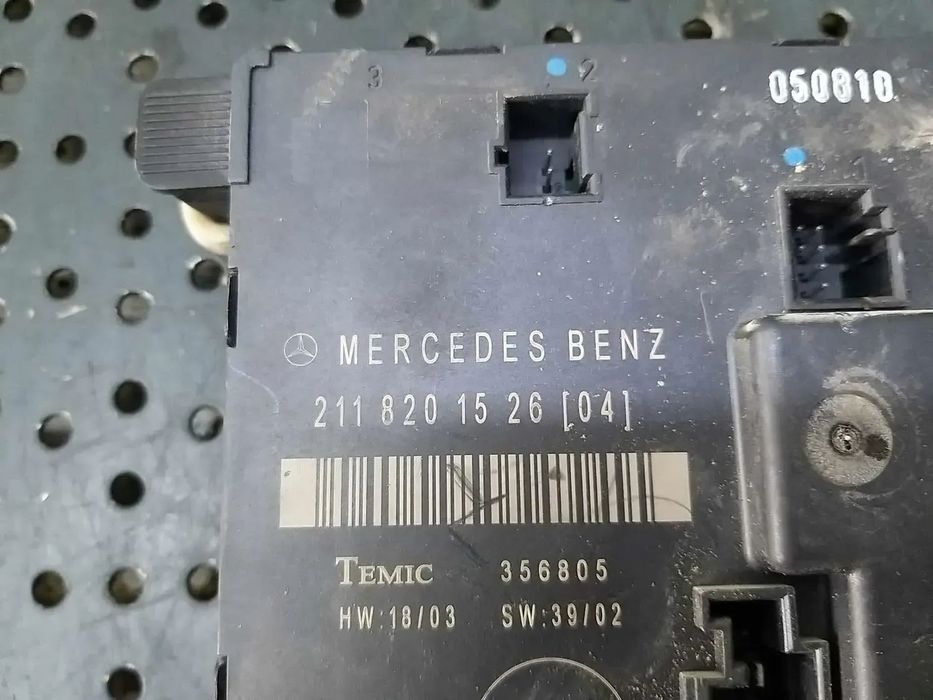 3 2
050810
MERCEDES BENZ
211 820 15 26 [04]
TEMIC 356805
HW:18/03 SW:39/02